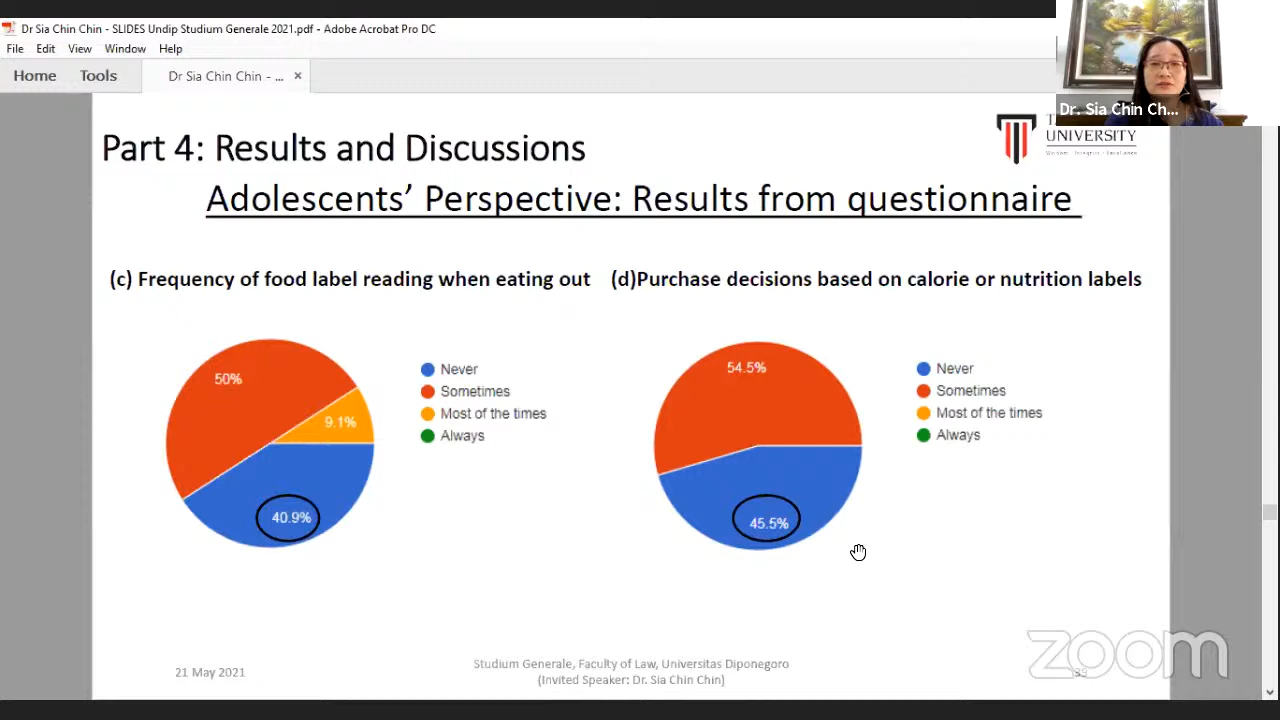 Dr Sia Chin Chin - SLIDES Undip Studium Generale 2021.pdf - Adobe Acrobat Pro DC
File Edit View Window Help
Home Tools Dr Sia Chin Chin - ... ×
Dr. Sia Chin Ch...
UNIVERSITY
Part 4: Results and Discussions
Adolescents’ Perspective: Results from questionnaire
(c) Frequency of food label reading when eating out
50%
9.1%
40.9%
Never
Sometimes
Most of the times
Always
(d)Purchase decisions based on calorie or nutrition labels
54.5%
45.5%
Never
Sometimes
Most of the times
Always
21 May 2021
Studium Generale, Faculty of Law, Universitas Diponegoro
(Invited Speaker: Dr. Sia Chin Chin)
39
zoom